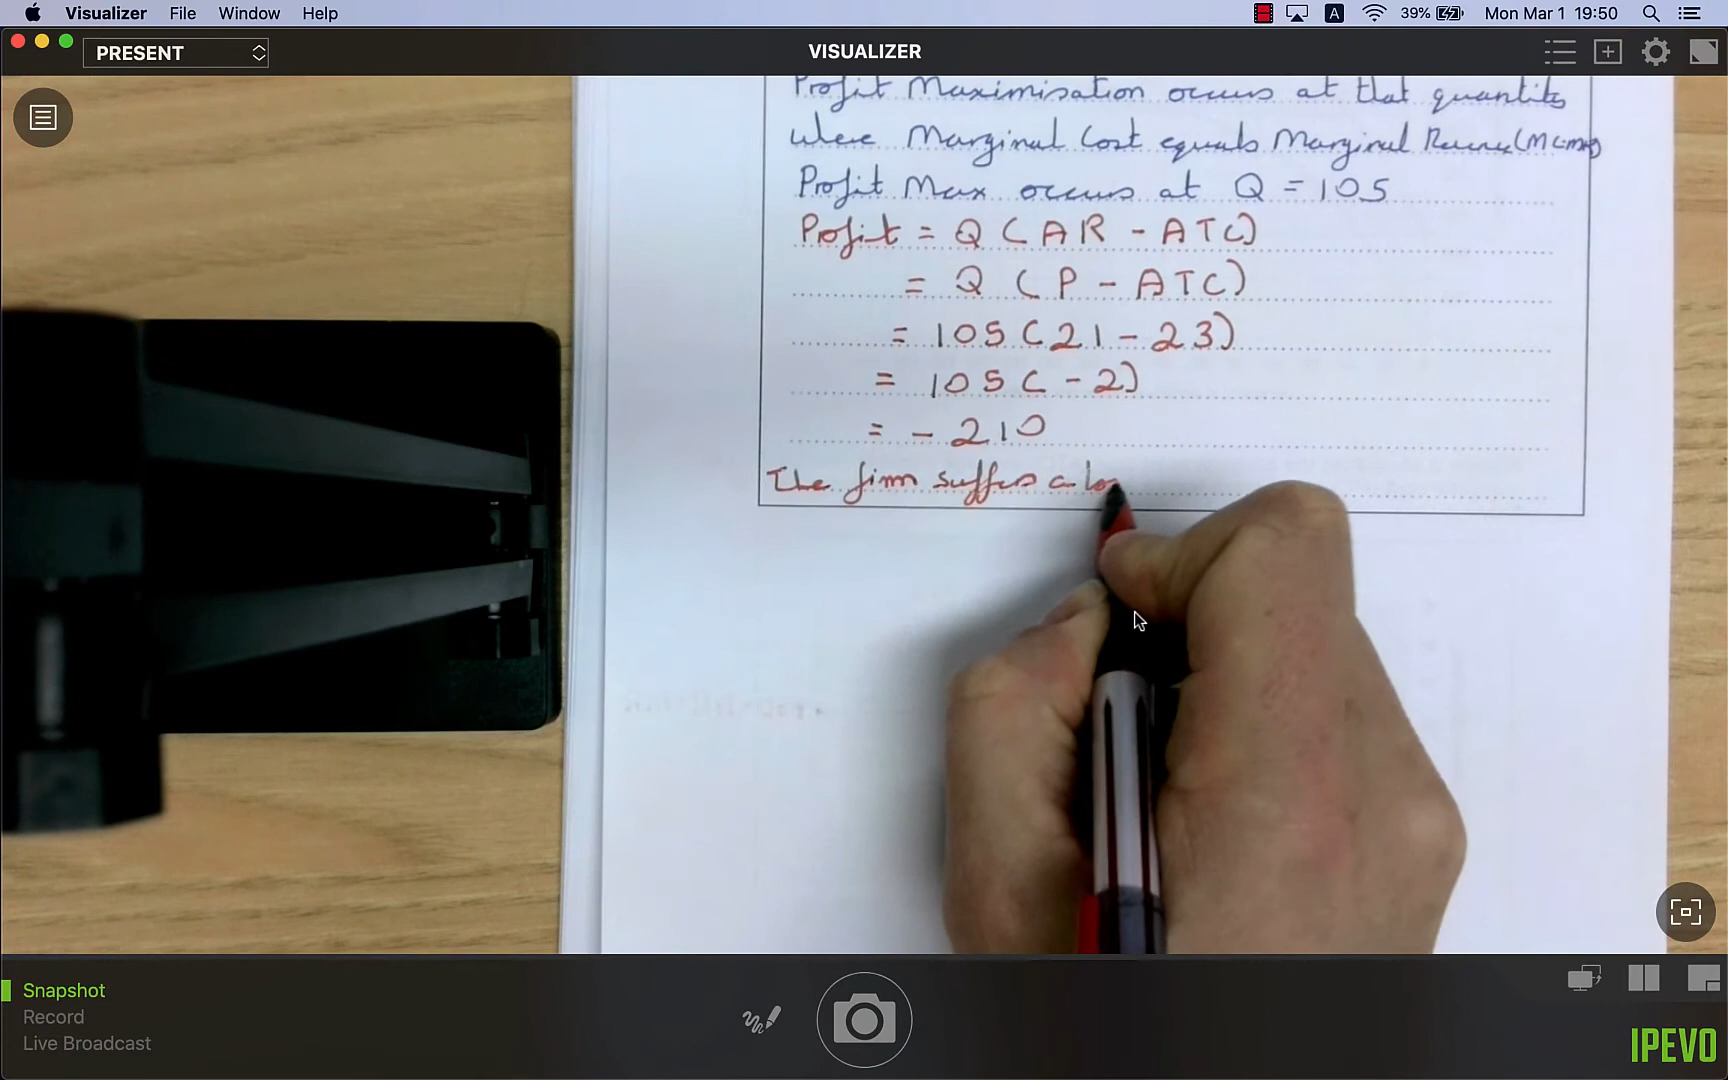 Visualizer File Window Help A 39% Mon Mar 1 19:50
PRESENT VISUALIZER
Profit Maximisation occurs at that quantity
where Marginal Cost equals Marginal Revenue (MC=MR)
Profit Max occurs at Q = 105
Profit = Q ( AR - ATC)
= Q ( P - ATC)
= 105 ( 21 - 23)
= 105 ( - 2)
= - 210
The firm suffers a
Snapshot
Record
Live Broadcast
IPEVO